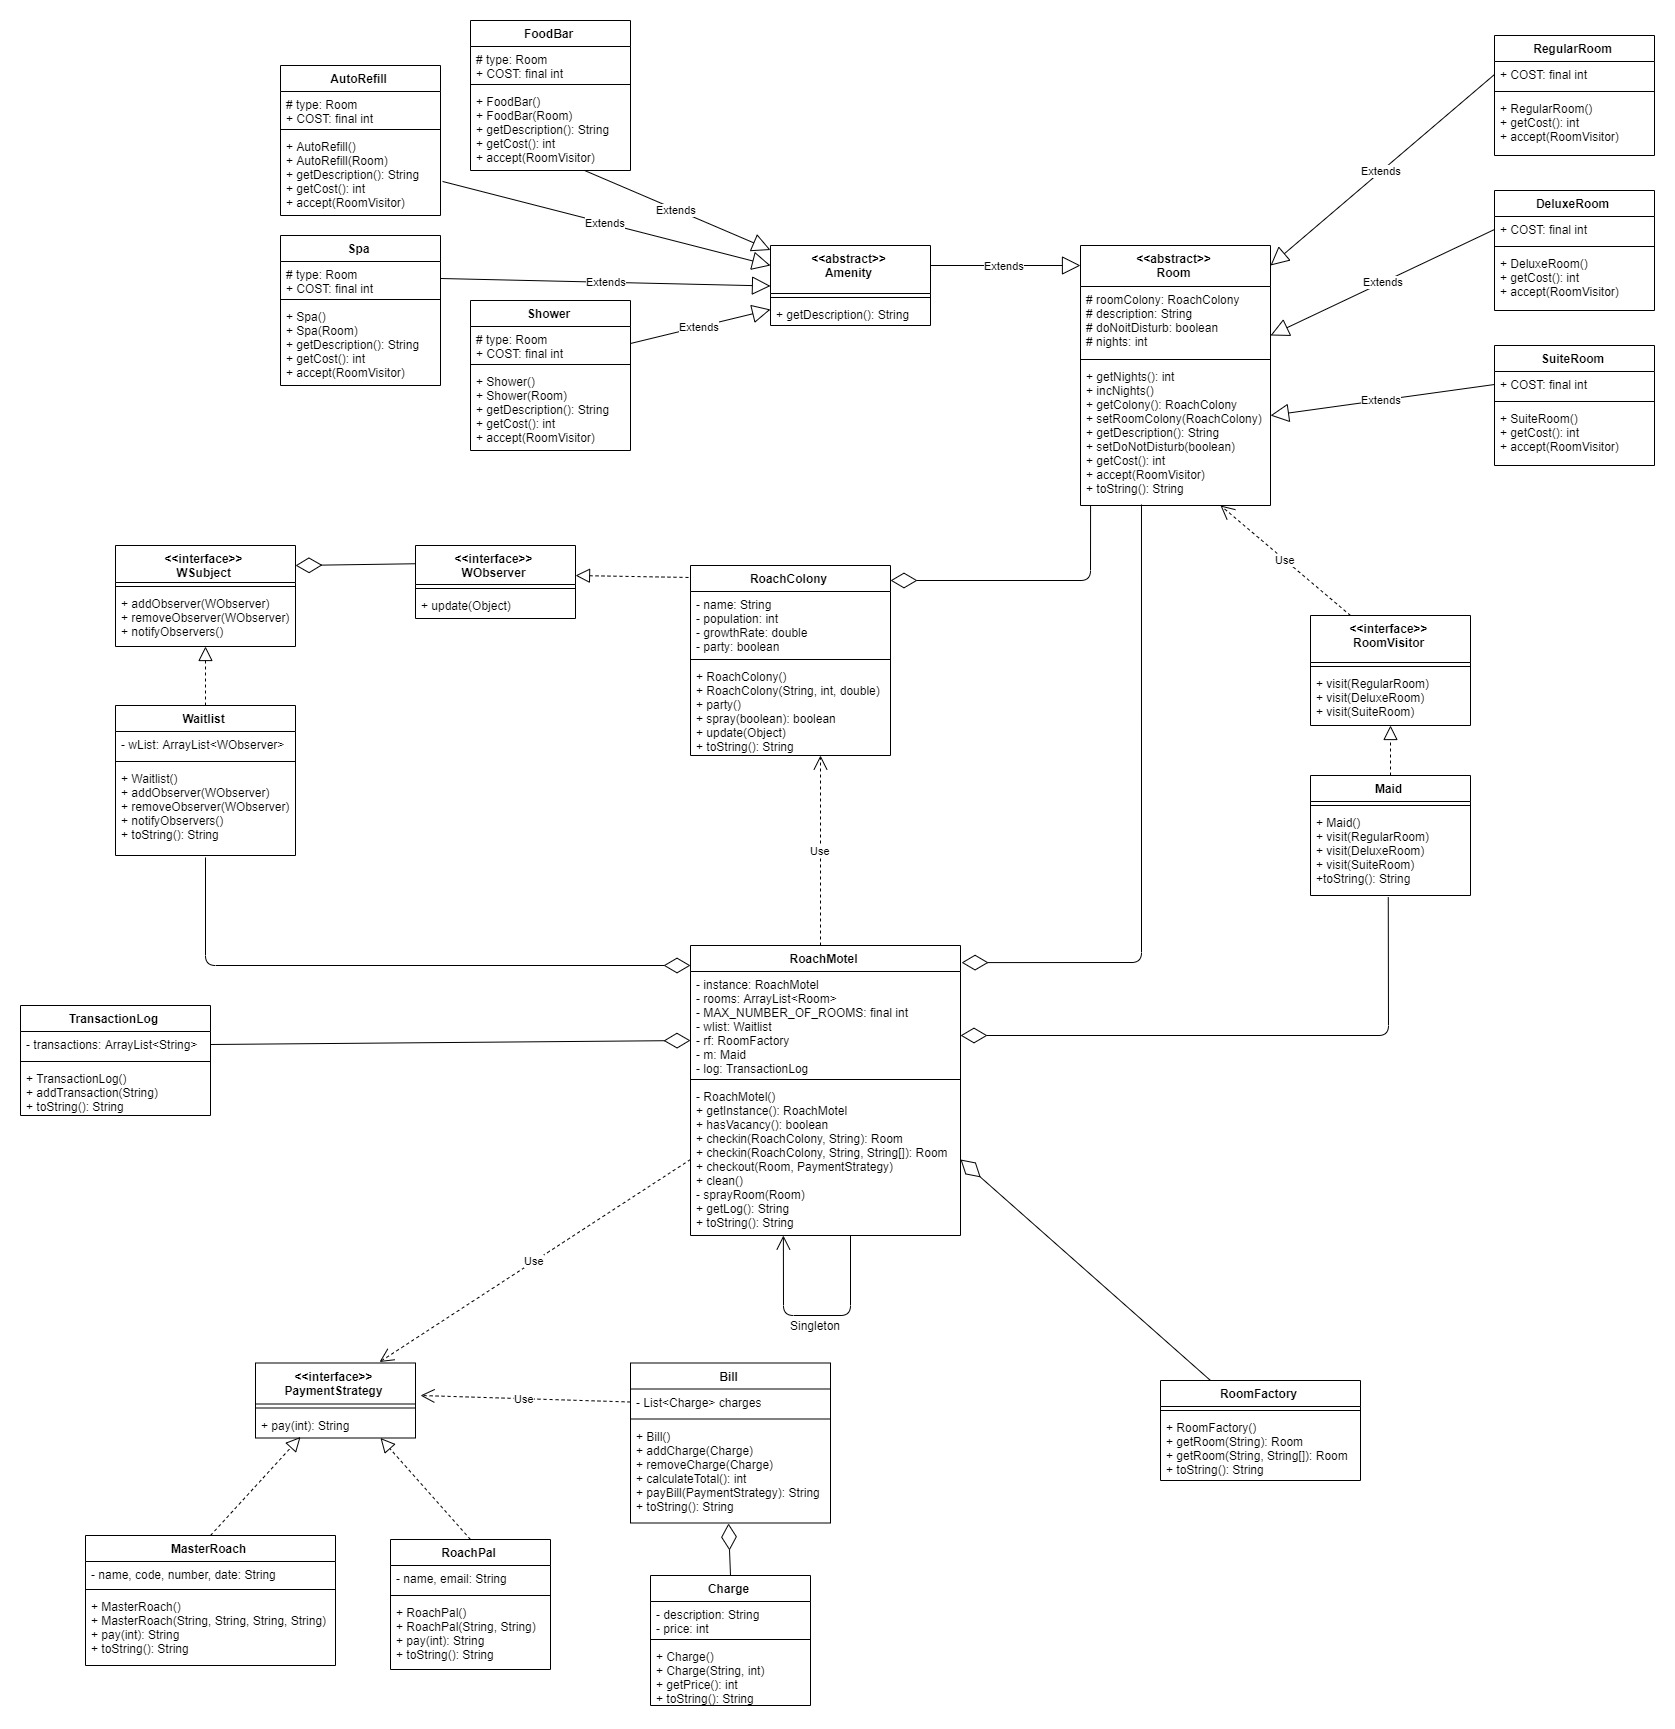 FoodBar
# type: Room
+ COST: final int
+ FoodBar()
+ FoodBar(Room)
+ getDescription(): String
+ getCost(): int
+ accept(RoomVisitor)
AutoRefill
# type: Room
+ COST: final int
+ AutoRefill()
+ AutoRefill(Room)
+ getDescription(): String
+ getCost(): int
+ accept(RoomVisitor)
Spa
# type: Room
+ COST: final int
+ Spa()
+ Spa(Room)
+ getDescription(): String
+ getCost(): int
+ accept(RoomVisitor)
Shower
# type: Room
+ COST: final int
+ Shower()
+ Shower(Room)
+ getDescription(): String
+ getCost(): int
+ accept(RoomVisitor)
Extends
Extends
Extends
Extends
<<abstract>>
Amenity
+ getDescription(): String
Extends
<<abstract>>
Room
# roomColony: RoachColony
# description: String
# doNoitDisturb: boolean
# nights: int
+ getNights(): int
+ incNights()
+ getColony(): RoachColony
+ setRoomColony(RoachColony)
+ getDescription(): String
+ setDoNotDisturb(boolean)
+ getCost(): int
+ accept(RoomVisitor)
+ toString(): String
Extends
Extends
Extends
RegularRoom
+ COST: final int
+ RegularRoom()
+ getCost(): int
+ accept(RoomVisitor)
DeluxeRoom
+ COST: final int
+ DeluxeRoom()
+ getCost(): int
+ accept(RoomVisitor)
SuiteRoom
+ COST: final int
+ SuiteRoom()
+ getCost(): int
+ accept(RoomVisitor)
<<interface>>
WSubject
+ addObserver(WObserver)
+ removeObserver(WObserver)
+ notifyObservers()
<<interface>>
WObserver
+ update(Object)
RoachColony
- name: String
- population: int
- growthRate: double
- party: boolean
+ RoachColony()
+ RoachColony(String, int, double)
+ party()
+ spray(boolean): boolean
+ update(Object)
+ toString(): String
Use
<<interface>>
RoomVisitor
+ visit(RegularRoom)
+ visit(DeluxeRoom)
+ visit(SuiteRoom)
Waitlist
- wList: ArrayList<WObserver>
+ Waitlist()
+ addObserver(WObserver)
+ removeObserver(WObserver)
+ notifyObservers()
+ toString(): String
Maid
+ Maid()
+ visit(RegularRoom)
+ visit(DeluxeRoom)
+ visit(SuiteRoom)
+toString(): String
Use
RoachMotel
- instance: RoachMotel
- rooms: ArrayList<Room>
- MAX_NUMBER_OF_ROOMS: final int
- wlist: Waitlist
- rf: RoomFactory
- m: Maid
- log: TransactionLog
- RoachMotel()
+ getInstance(): RoachMotel
+ hasVacancy(): boolean
+ checkin(RoachColony, String): Room
+ checkin(RoachColony, String, String[]): Room
+ checkout(Room, PaymentStrategy)
+ clean()
- sprayRoom(Room)
+ getLog(): String
+ toString(): String
TransactionLog
- transactions: ArrayList<String>
+ TransactionLog()
+ addTransaction(String)
+ toString(): String
Use
Singleton
<<interface>>
PaymentStrategy
+ pay(int): String
Use
Bill
- List<Charge> charges
+ Bill()
+ addCharge(Charge)
+ removeCharge(Charge)
+ calculateTotal(): int
+ payBill(PaymentStrategy): String
+ toString(): String
RoomFactory
+ RoomFactory()
+ getRoom(String): Room
+ getRoom(String, String[]): Room
+ toString(): String
MasterRoach
- name, code, number, date: String
+ MasterRoach()
+ MasterRoach(String, String, String, String)
+ pay(int): String
+ toString(): String
RoachPal
- name, email: String
+ RoachPal()
+ RoachPal(String, String)
+ pay(int): String
+ toString(): String
Charge
- description: String
- price: int
+ Charge()
+ Charge(String, int)
+ getPrice(): int
+ toString(): String